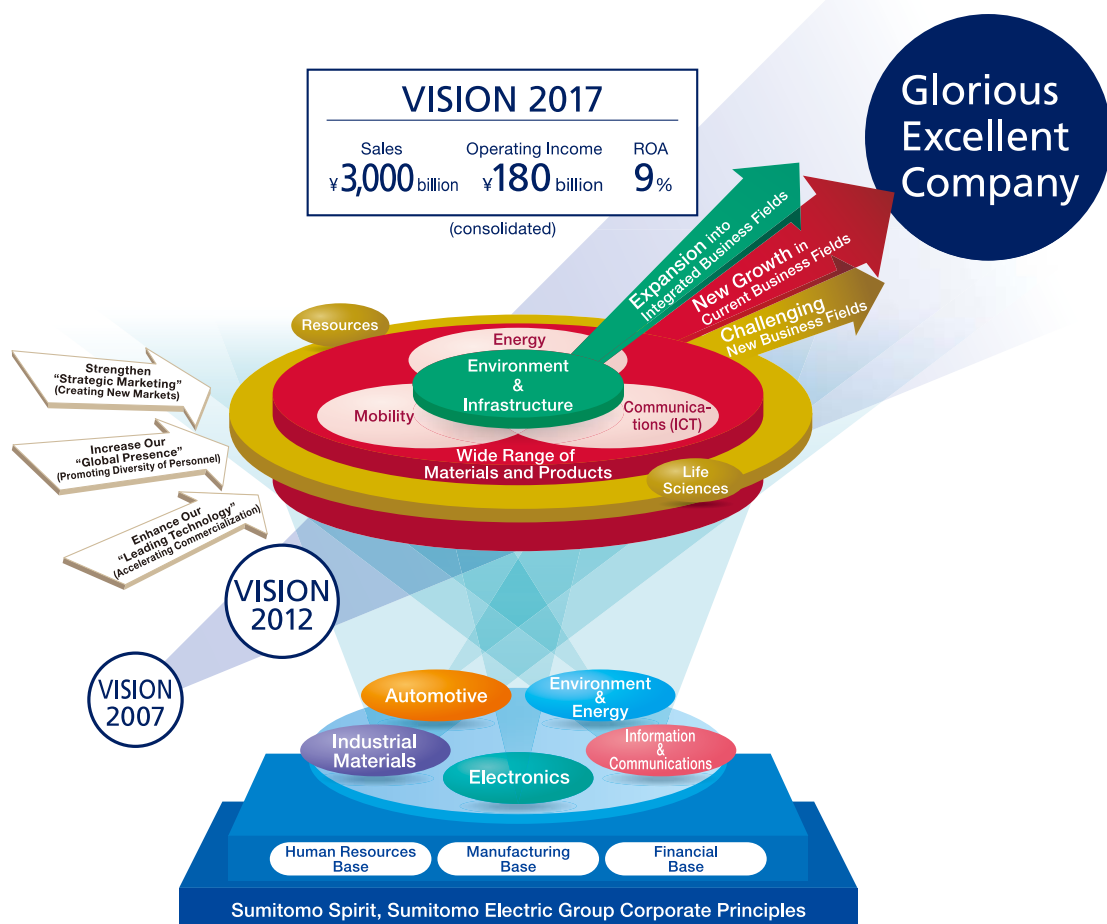 VISION 2017
Sales
¥3,000 billion
Operating Income
¥180 billion
ROA
9%
(consolidated)
Glorious
Excellent
Company
Expansion into
Integrated Business Fields
New Growth in
Current Business Fields
Challenging
New Business Fields
Resources
Energy
Environment
&
Infrastructure
Mobility
Communica-
tions (ICT)
Wide Range of
Materials and Products
Life
Sciences
Strengthen
“Strategic Marketing”
(Creating New Markets)
Increase Our
“Global Presence”
(Promoting Diversity of Personnel)
Enhance Our
“Leading Technology”
(Accelerating Commercialization)
VISION
2012
VISION
2007
Automotive
Environment
&
Energy
Industrial
Materials
Information
&
Communications
Electronics
Human Resources
Base
Manufacturing
Base
Financial
Base
Sumitomo Spirit, Sumitomo Electric Group Corporate Principles